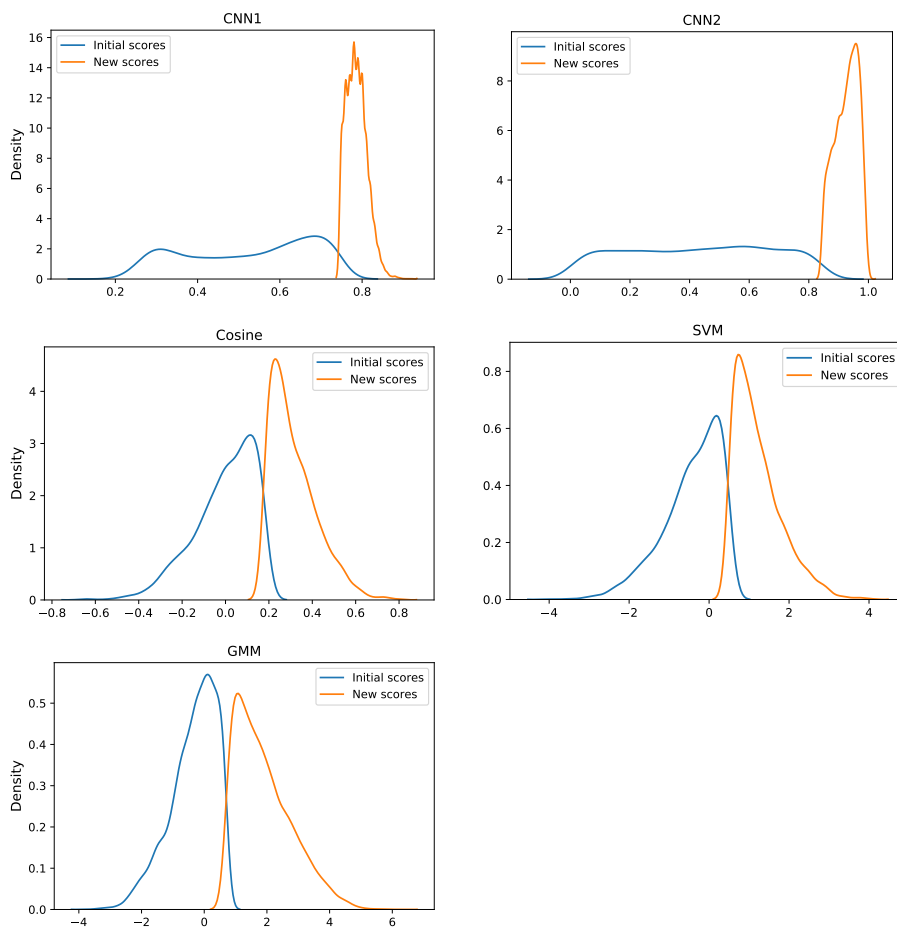 CNN1
Initial scores
New scores
Density
16
14
12
10
8
6
4
2
0
0.2 0.4 0.6 0.8
CNN2
Initial scores
New scores
8
6
4
2
0
0.0 0.2 0.4 0.6 0.8 1.0
Cosine
Initial scores
New scores
Density
4
3
2
1
0
−0.8 −0.6 −0.4 −0.2 0.0 0.2 0.4 0.6 0.8
SVM
Initial scores
New scores
0.8
0.6
0.4
0.2
0.0
−4 −2 0 2 4
GMM
Initial scores
New scores
Density
0.5
0.4
0.3
0.2
0.1
0.0
−4 −2 0 2 4 6